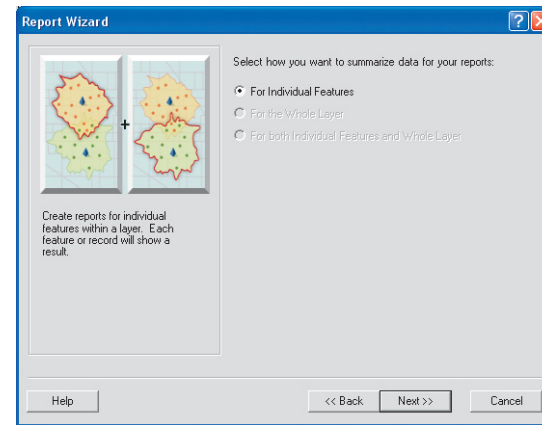 Report Wizard
Select how you want to summarize data for your reports:
For Individual Features
For the Whole Layer
For both Individual Features and Whole Layer
+
Create reports for individual
features within a layer. Each
feature or record will show a
result.
Help
<< Back
Next >>
Cancel